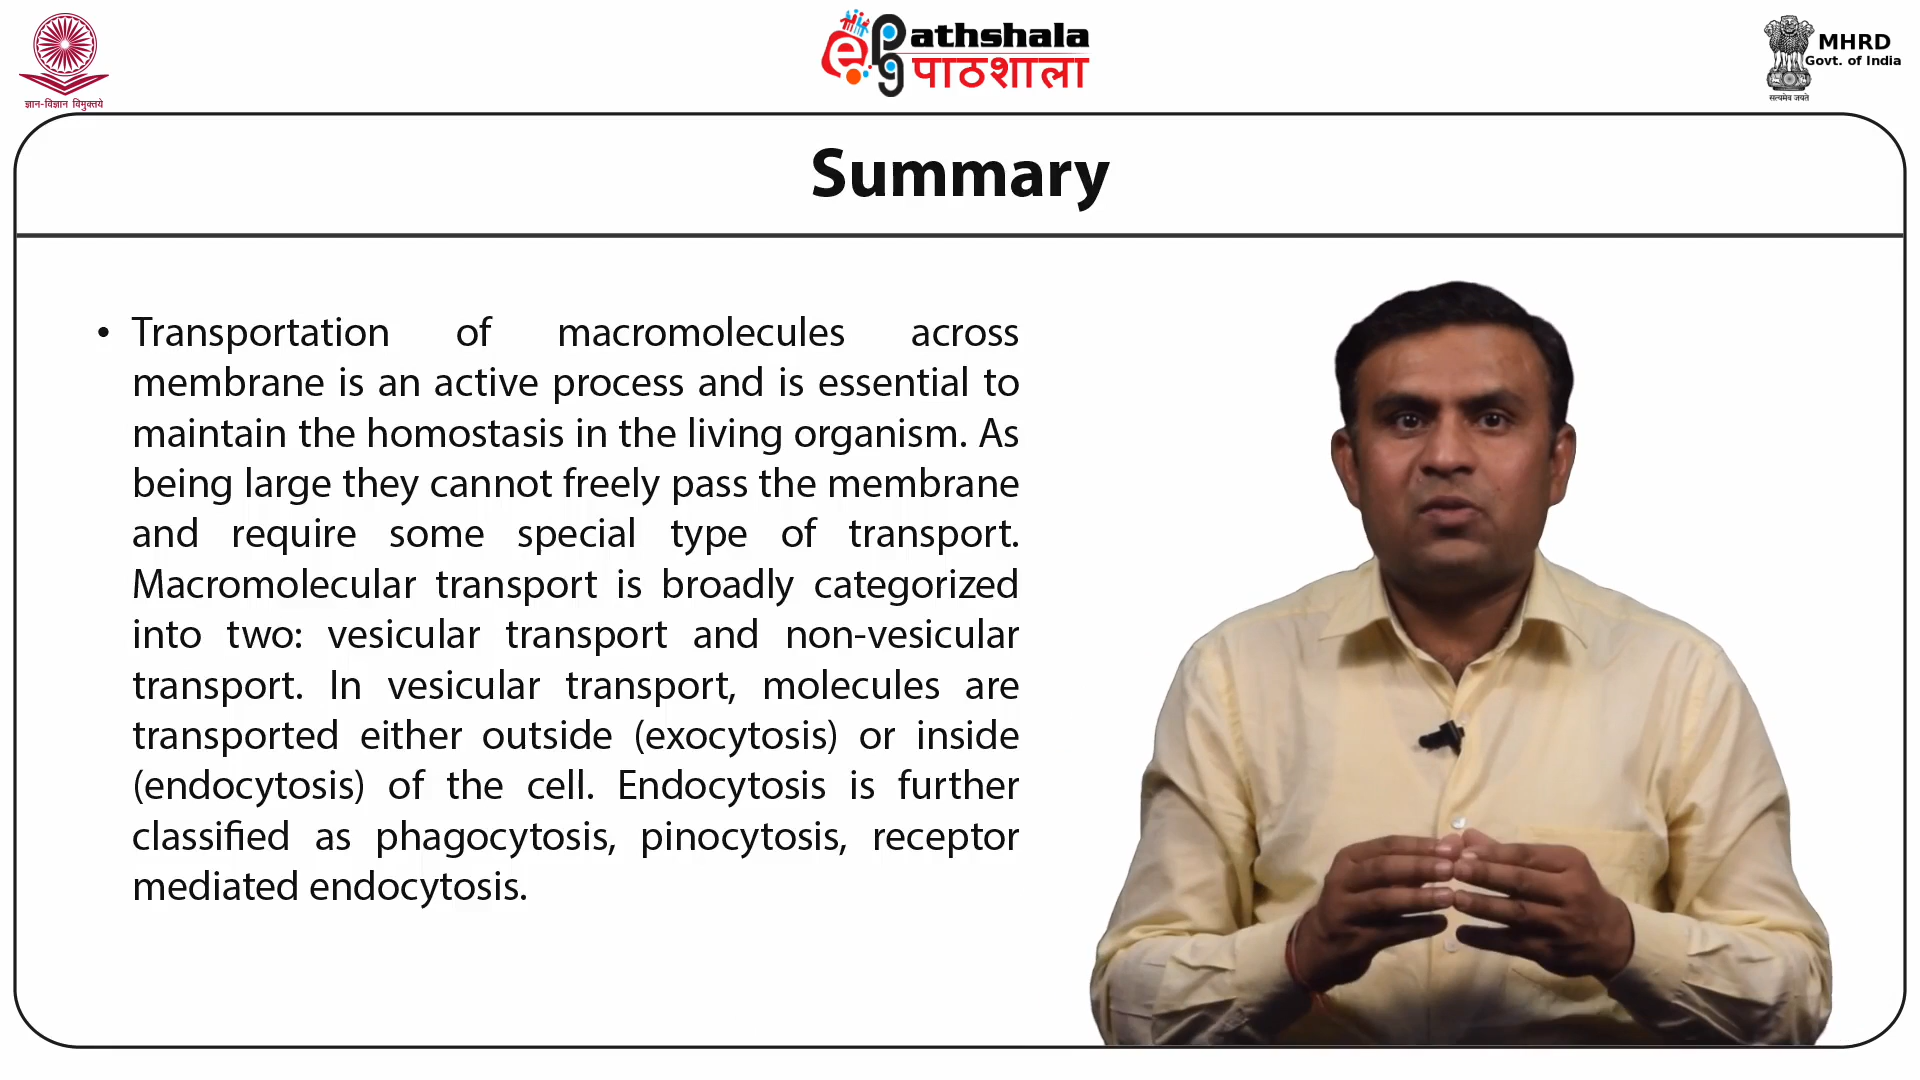 ज्ञान-विज्ञान विमुक्तये
ePathshala
पाठशाला
MHRD
Govt. of India
सत्यमेव जयते
Summary
• Transportation of macromolecules across
membrane is an active process and is essential to
maintain the homostasis in the living organism. As
being large they cannot freely pass the membrane
and require some special type of transport.
Macromolecular transport is broadly categorized
into two: vesicular transport and non-vesicular
transport. In vesicular transport, molecules are
transported either outside (exocytosis) or inside
(endocytosis) of the cell. Endocytosis is further
classified as phagocytosis, pinocytosis, receptor
mediated endocytosis.